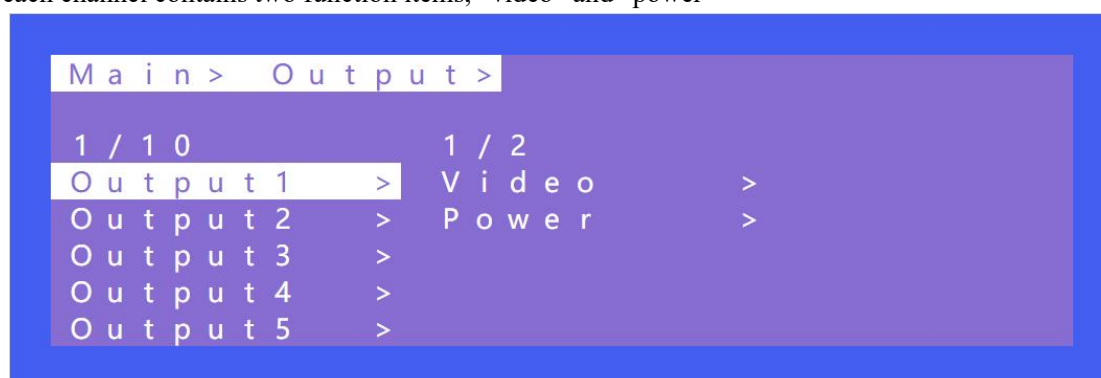 each channel contains two function items, "video" and "power"
Main> Output>
1/10 1/2
Output1 > Video >
Output2 > Power >
Output3 >
Output4 >
Output5 >